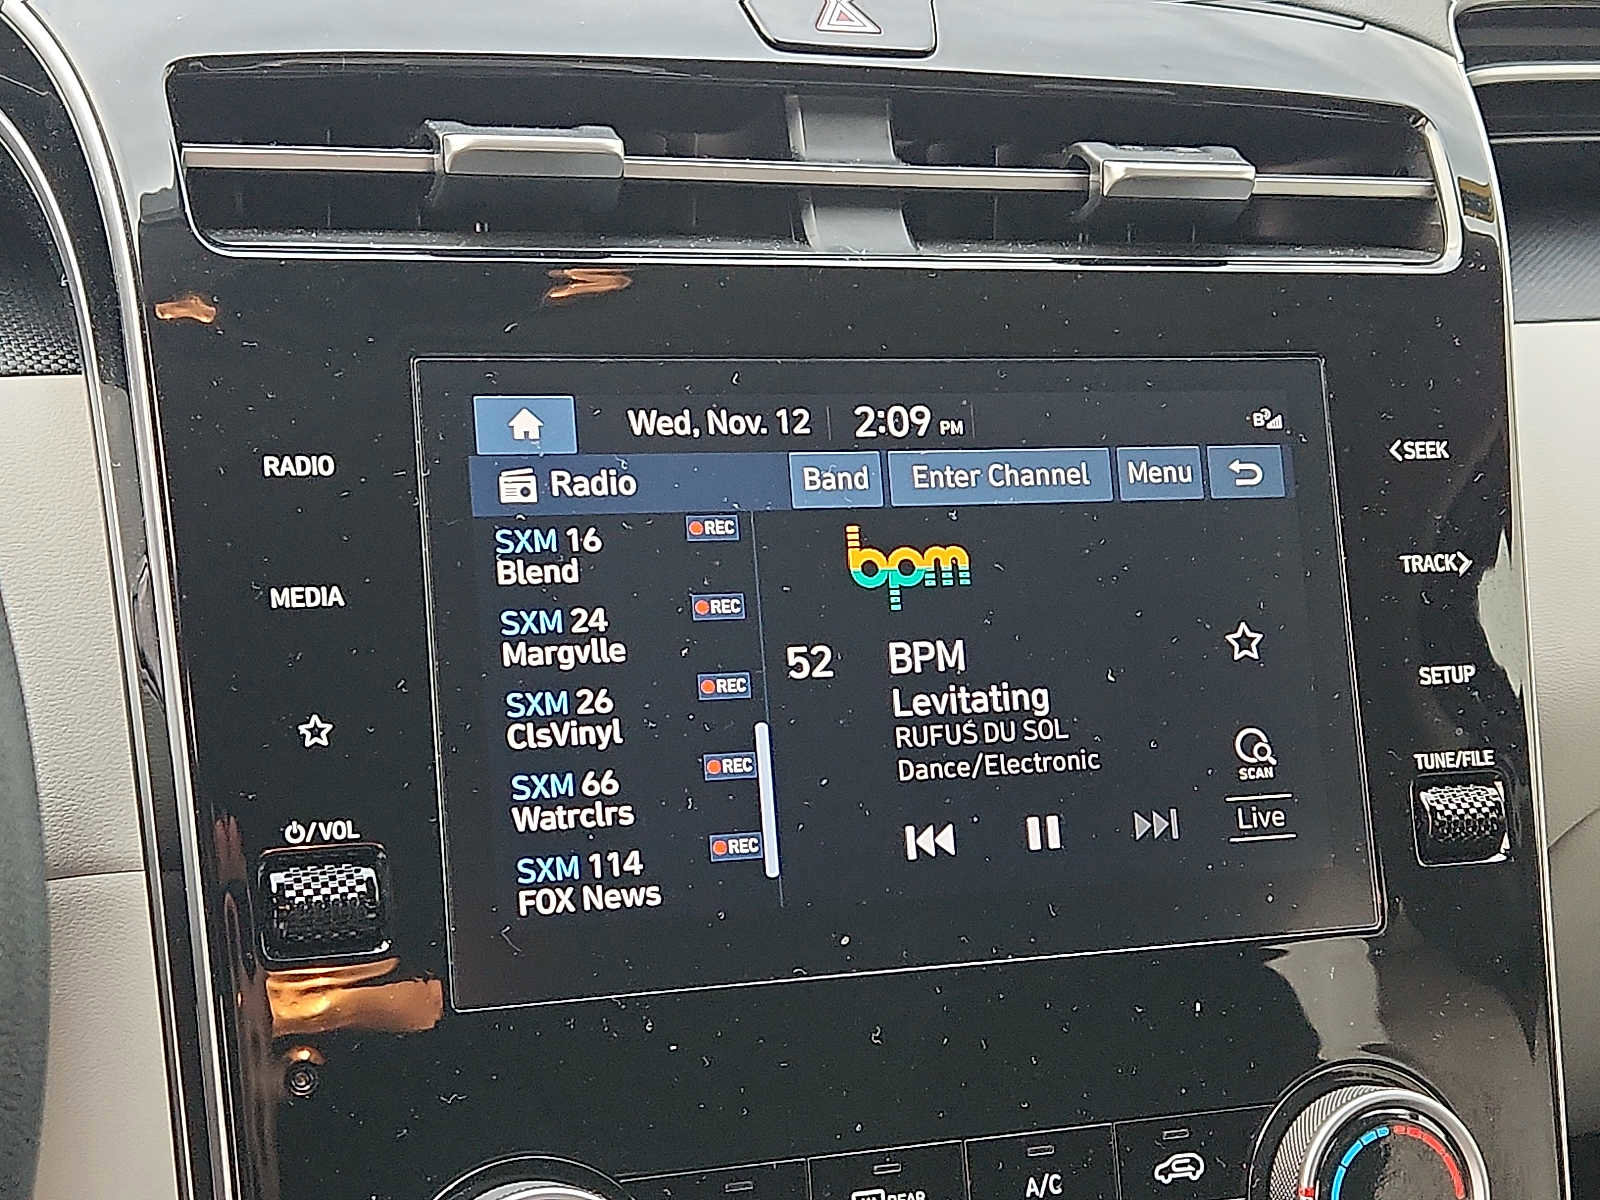 Wed, Nov. 12 2:09 PM
Radio Band Enter Channel Menu
SXM 16 REC
Blend
SXM 24 REC
Margvlle
SXM 26 REC
ClsVinyl
SXM 66 REC
Watrclrs
SXM 114 REC
FOX News
bpm
52 BPM
Levitating
RUFUS DU SOL
Dance/Electronic
SCAN
Live
RADIO
MEDIA
⏻/VOL
<SEEK
TRACK>
SETUP
TUNE/FILE
REAR
A/C